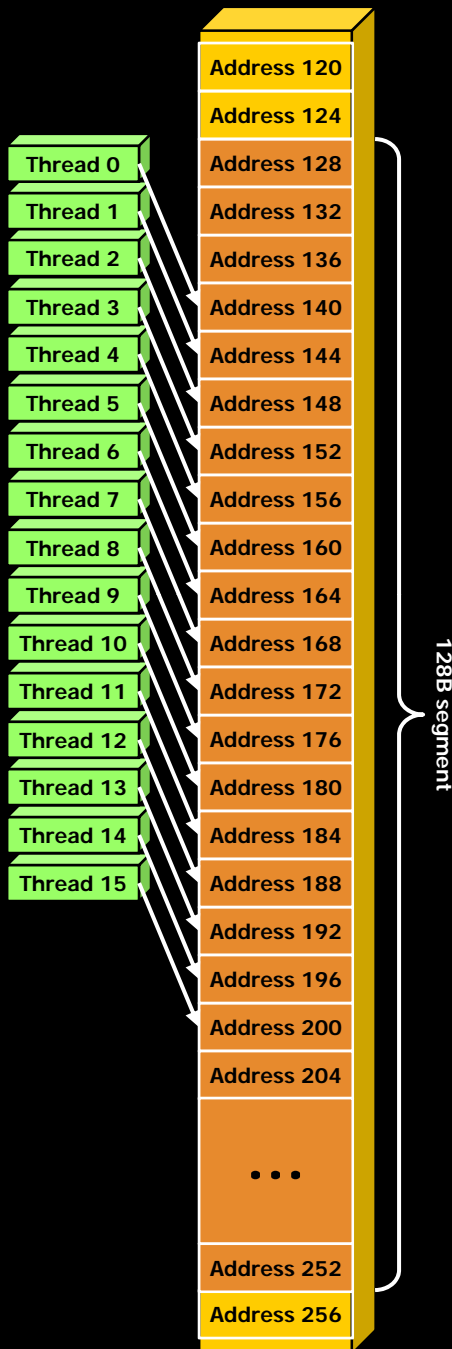 Address 120
Address 124
Thread 0
Address 128
Thread 1
Address 132
Thread 2
Address 136
Thread 3
Address 140
Thread 4
Address 144
Thread 5
Address 148
Thread 6
Address 152
Thread 7
Address 156
Thread 8
Address 160
Thread 9
Address 164
Thread 10
Address 168
Thread 11
Address 172
Thread 12
Address 176
Thread 13
Address 180
Thread 14
Address 184
Thread 15
Address 188
Address 192
Address 196
Address 200
Address 204
...
Address 252
Address 256
128B segment